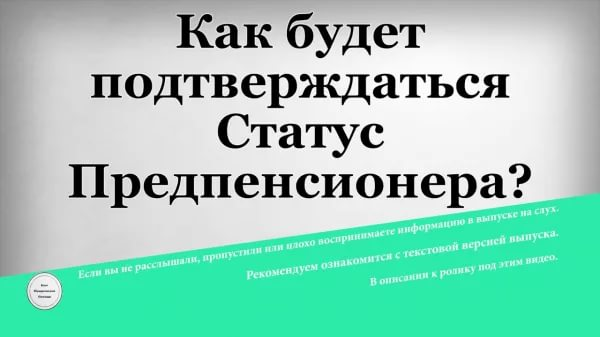 Как будет
подтверждаться
Статус
Предпенсионера?
Если вы не расслышали, пропустили или плохо воспринимаете информацию в выпуске на слух.
Рекомендуем ознакомится с текстовой версией выпуска.
В описании к ролику под этим видео.